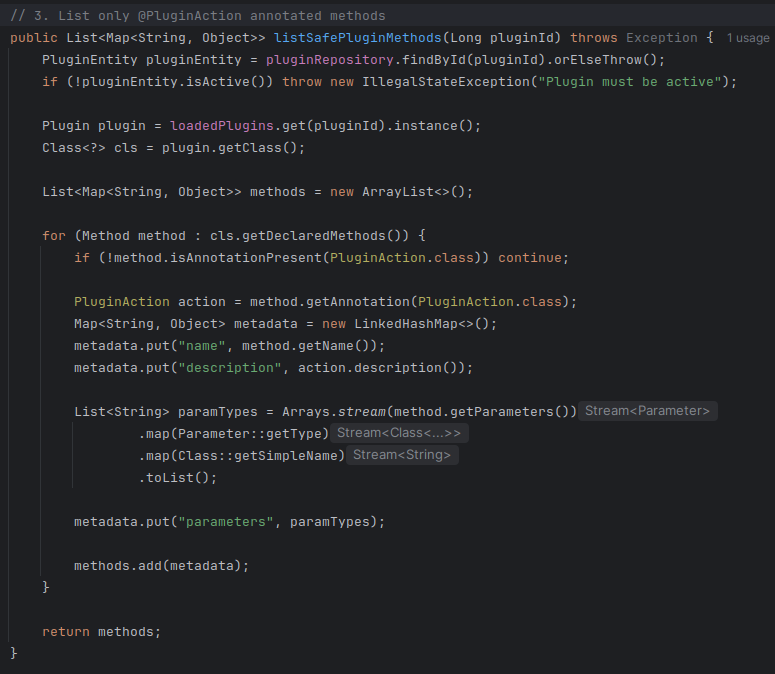 // 3. List only @PluginAction annotated methods
public List<Map<String, Object>> listSafePluginMethods(Long pluginId) throws Exception {  1 usage
    PluginEntity pluginEntity = pluginRepository.findById(pluginId).orElseThrow();
    if (!pluginEntity.isActive()) throw new IllegalStateException("Plugin must be active");

    Plugin plugin = loadedPlugins.get(pluginId).instance();
    Class<?> cls = plugin.getClass();

    List<Map<String, Object>> methods = new ArrayList<>();

    for (Method method : cls.getDeclaredMethods()) {
        if (!method.isAnnotationPresent(PluginAction.class)) continue;

        PluginAction action = method.getAnnotation(PluginAction.class);
        Map<String, Object> metadata = new LinkedHashMap<>();
        metadata.put("name", method.getName());
        metadata.put("description", action.description());

        List<String> paramTypes = Arrays.stream(method.getParameters()) Stream<Parameter>
                .map(Parameter::getType) Stream<Class<...>>
                .map(Class::getSimpleName) Stream<String>
                .toList();

        metadata.put("parameters", paramTypes);

        methods.add(metadata);
    }

    return methods;
}